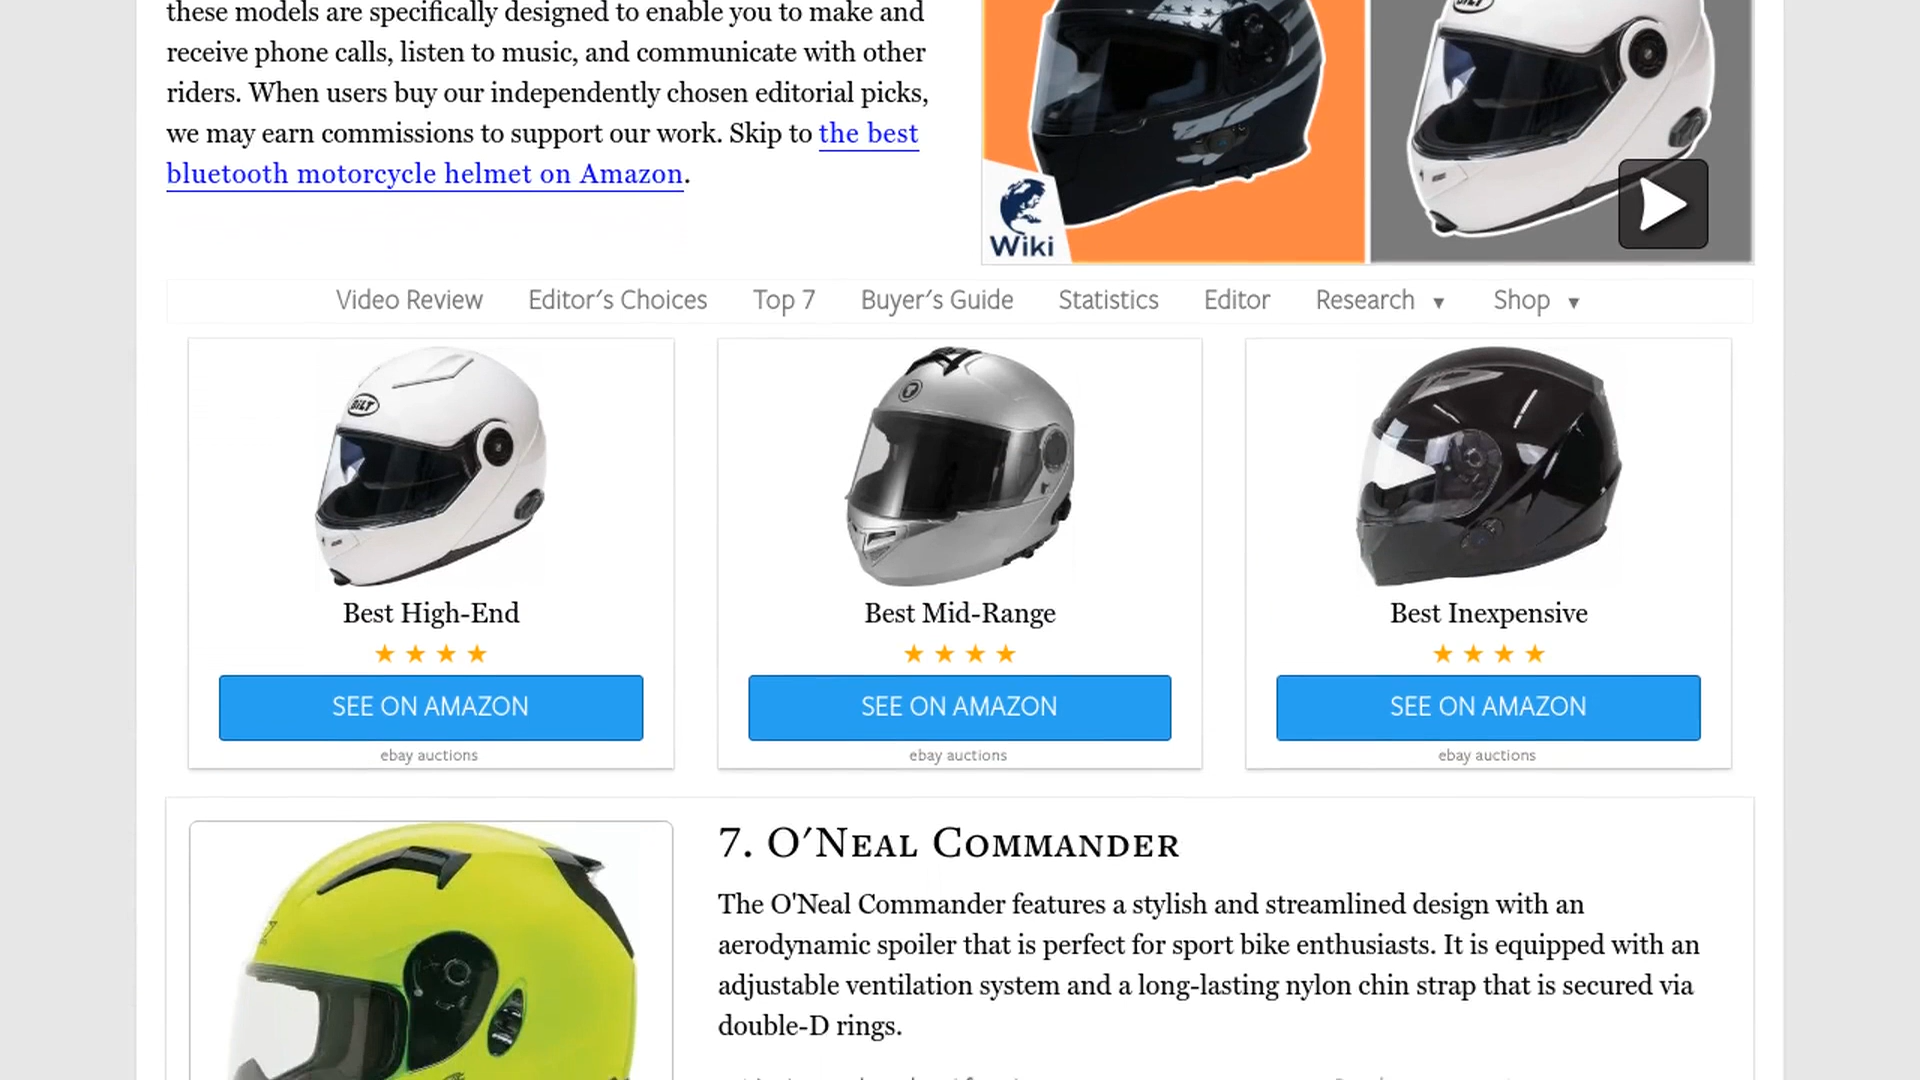 these models are specifically designed to enable you to make and
receive phone calls, listen to music, and communicate with other
riders. When users buy our independently chosen editorial picks,
we may earn commissions to support our work. Skip to the best
bluetooth motorcycle helmet on Amazon.
Wiki
Video Review Editor's Choices Top 7 Buyer's Guide Statistics Editor Research ▼ Shop ▼
BiLT
Best High-End
★ ★ ★ ★
SEE ON AMAZON
ebay auctions
Best Mid-Range
★ ★ ★ ★
SEE ON AMAZON
ebay auctions
Best Inexpensive
★ ★ ★ ★
SEE ON AMAZON
ebay auctions
7. O'Neal Commander
The O'Neal Commander features a stylish and streamlined design with an
aerodynamic spoiler that is perfect for sport bike enthusiasts. It is equipped with an
adjustable ventilation system and a long-lasting nylon chin strap that is secured via
double-D rings.